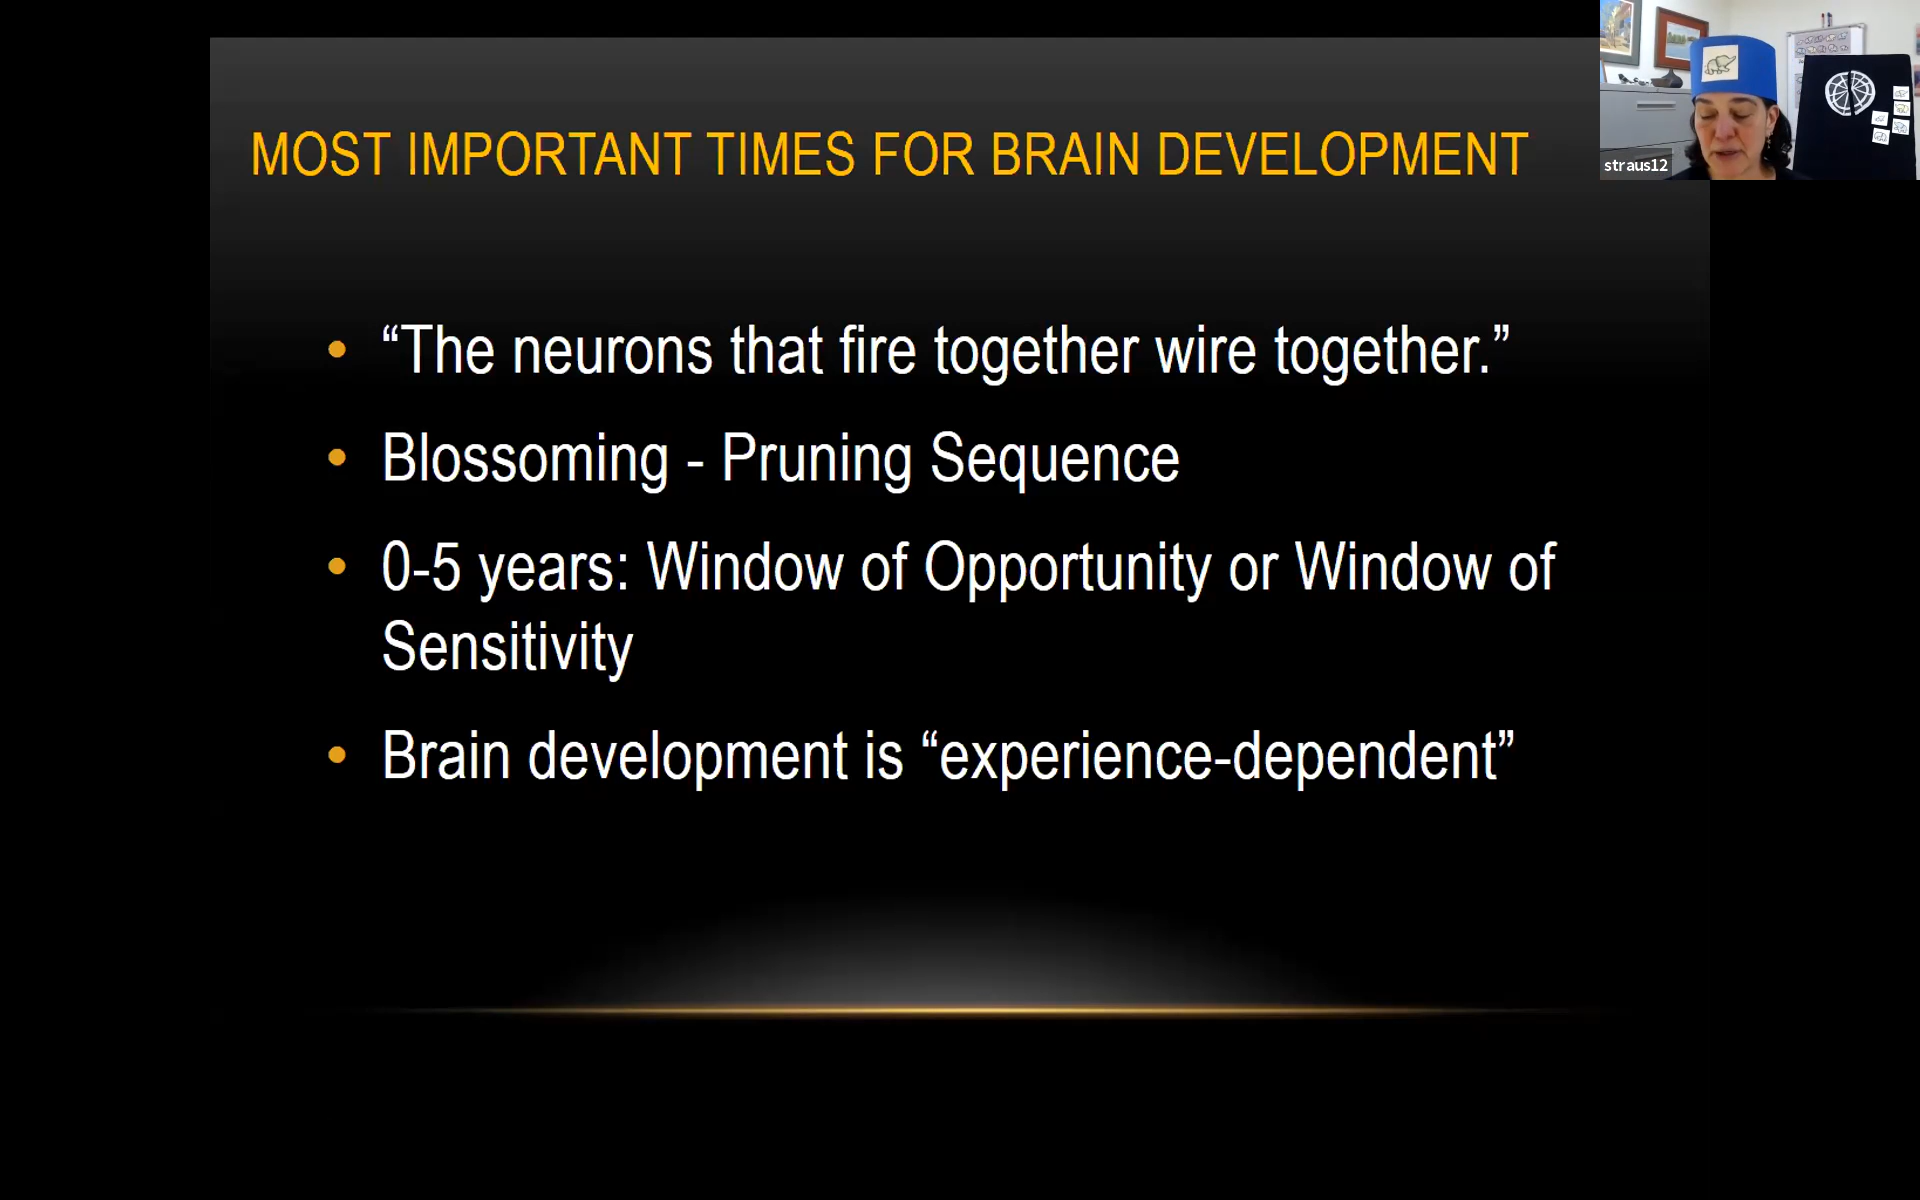 MOST IMPORTANT TIMES FOR BRAIN DEVELOPMENT
straus12
• “The neurons that fire together wire together.”
• Blossoming - Pruning Sequence
• 0-5 years: Window of Opportunity or Window of
Sensitivity
• Brain development is “experience-dependent”